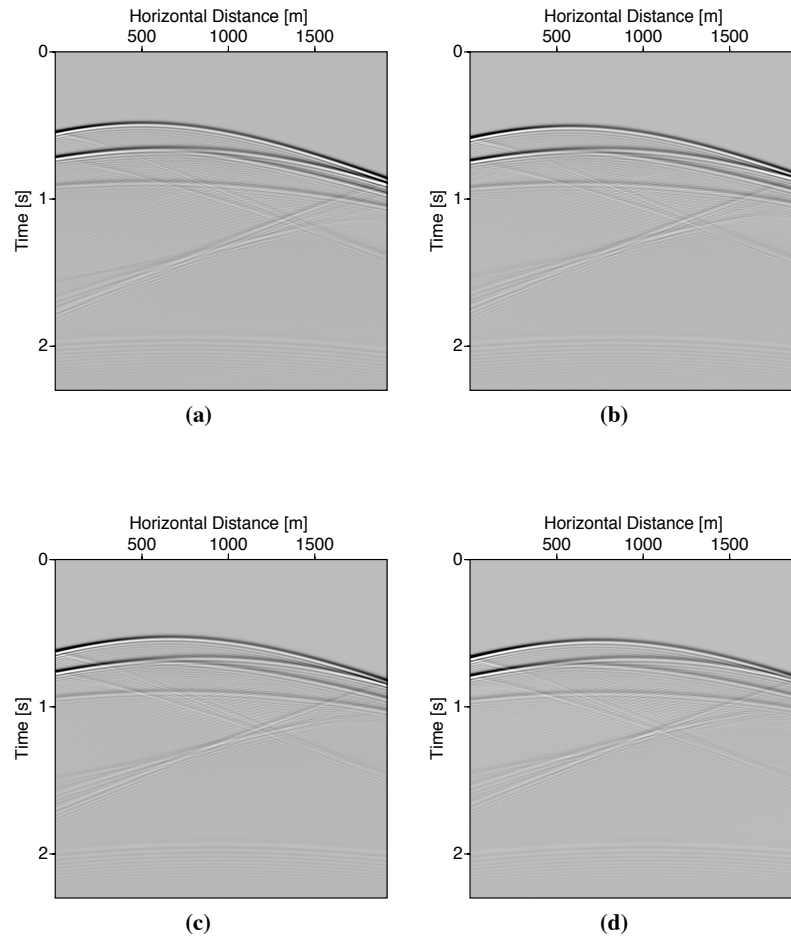 Horizontal Distance [m]
500 1000 1500
0
1
2
Time [s]
(a)
Horizontal Distance [m]
500 1000 1500
0
1
2
Time [s]
(b)
Horizontal Distance [m]
500 1000 1500
0
1
2
Time [s]
(c)
Horizontal Distance [m]
500 1000 1500
0
1
2
Time [s]
(d)